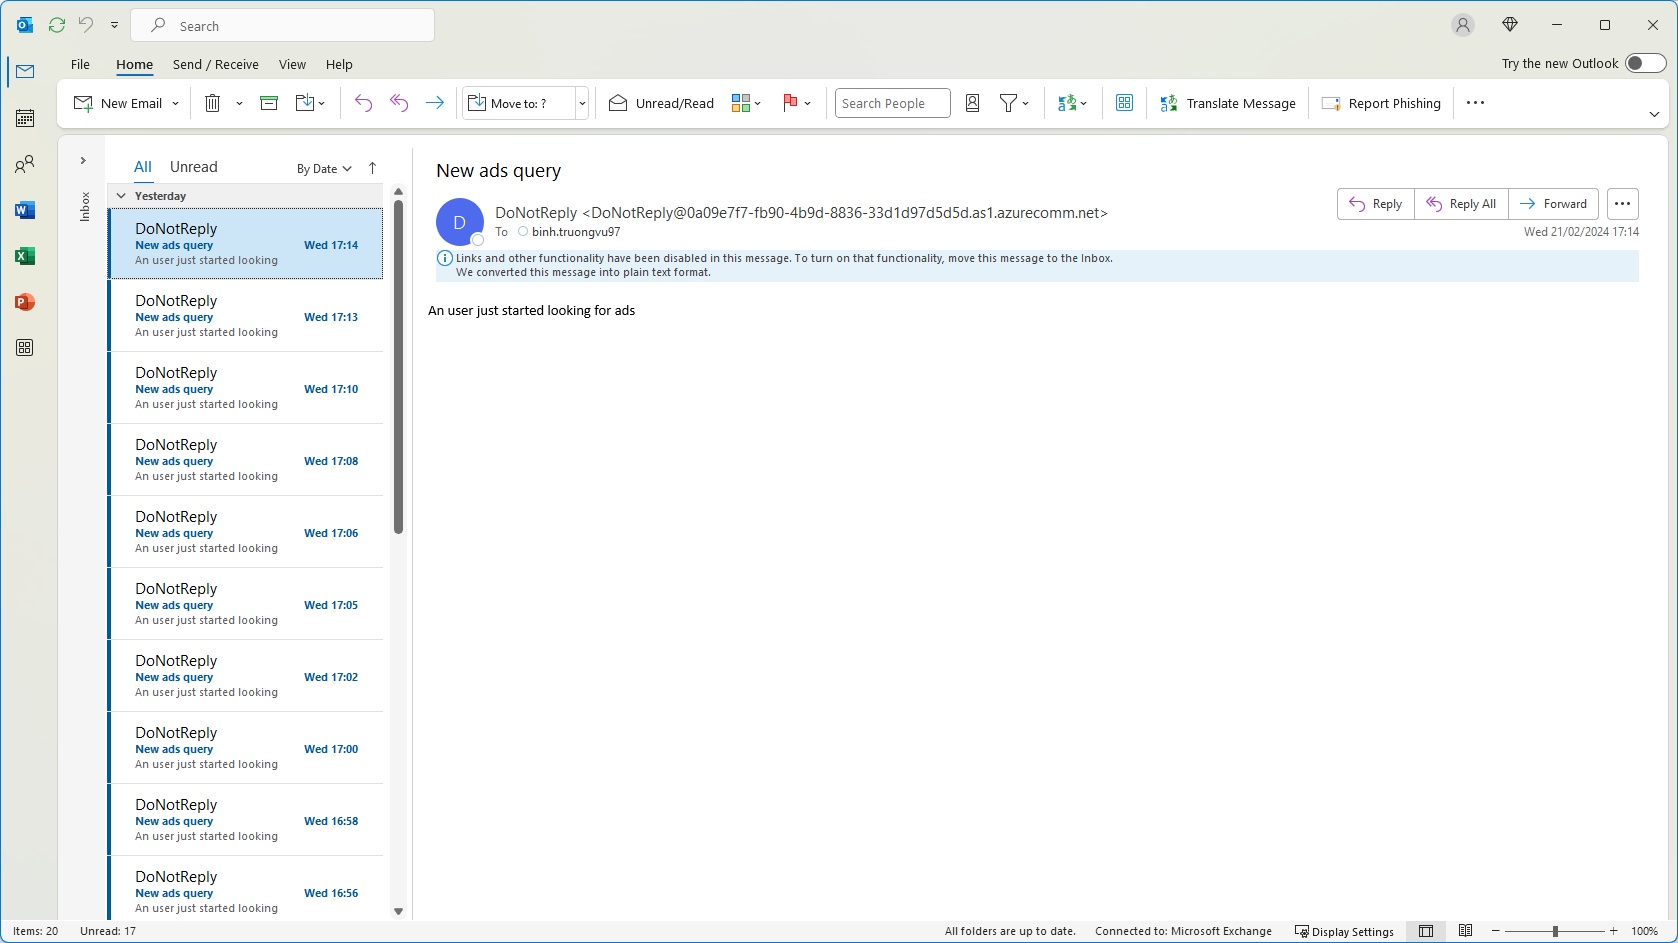 Search
File Home Send / Receive View Help
Try the new Outlook
New Email
Move to: ?
Unread/Read
Search People
Translate Message
Report Phishing
Inbox
All Unread By Date
Yesterday
DoNotReply
New ads query Wed 17:14
An user just started looking
DoNotReply
New ads query Wed 17:13
An user just started looking
DoNotReply
New ads query Wed 17:10
An user just started looking
DoNotReply
New ads query Wed 17:08
An user just started looking
DoNotReply
New ads query Wed 17:06
An user just started looking
DoNotReply
New ads query Wed 17:05
An user just started looking
DoNotReply
New ads query Wed 17:02
An user just started looking
DoNotReply
New ads query Wed 17:00
An user just started looking
DoNotReply
New ads query Wed 16:58
An user just started looking
DoNotReply
New ads query Wed 16:56
An user just started looking
New ads query
D
DoNotReply <DoNotReply@0a09e7f7-fb90-4b9d-8836-33d1d97d5d5d.as1.azurecomm.net>
To binh.truongvu97
Reply Reply All Forward
Wed 21/02/2024 17:14
Links and other functionality have been disabled in this message. To turn on that functionality, move this message to the Inbox.
We converted this message into plain text format.
An user just started looking for ads
Items: 20 Unread: 17 All folders are up to date. Connected to: Microsoft Exchange Display Settings 100%